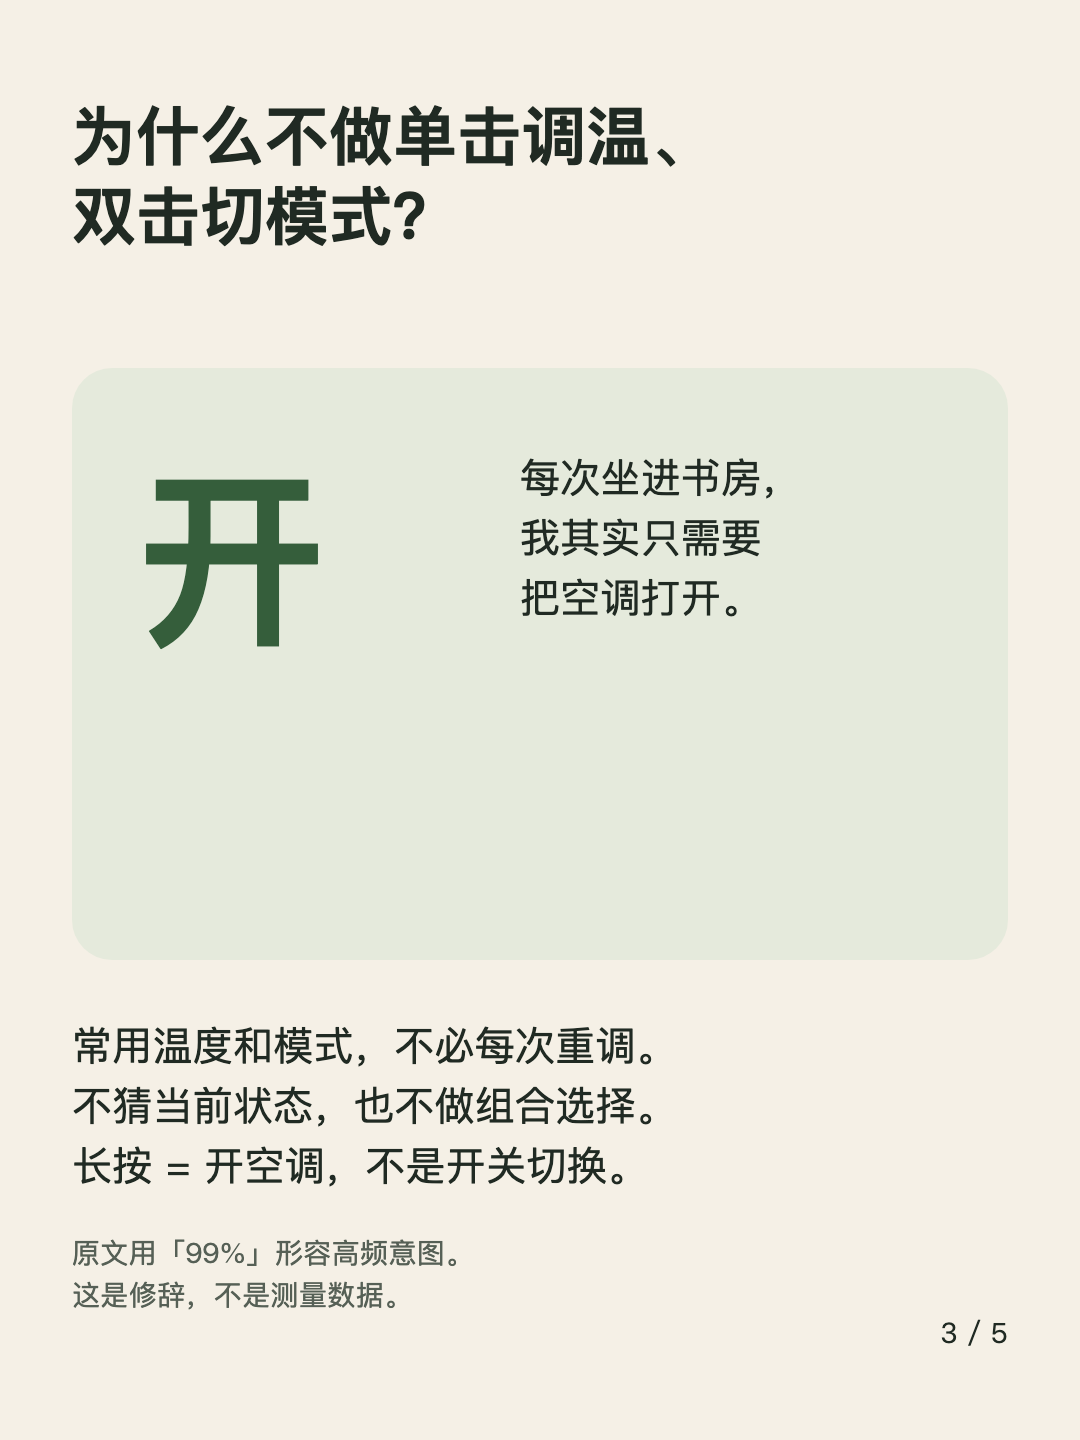 为什么不做单击调温、
双击切模式?
开
每次坐进书房，
我其实只需要
把空调打开。
常用温度和模式，不必每次重调。
不猜当前状态，也不做组合选择。
长按 = 开空调，不是开关切换。
原文用「99%」形容高频意图。
这是修辞，不是测量数据。
3 / 5